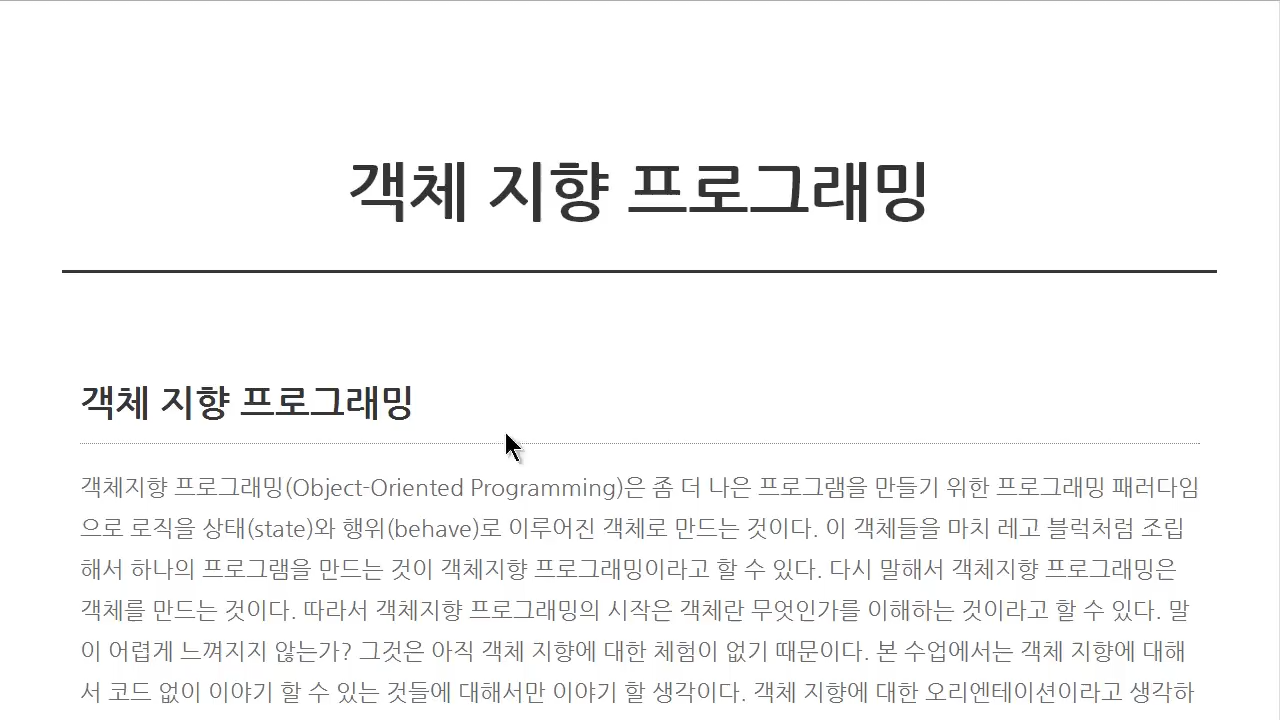 객체 지향 프로그래밍
객체 지향 프로그래밍
객체지향 프로그래밍(Object-Oriented Programming)은 좀 더 나은 프로그램을 만들기 위한 프로그래밍 패러다임
으로 로직을 상태(state)와 행위(behave)로 이루어진 객체로 만드는 것이다. 이 객체들을 마치 레고 블럭처럼 조립
해서 하나의 프로그램을 만드는 것이 객체지향 프로그래밍이라고 할 수 있다. 다시 말해서 객체지향 프로그래밍은
객체를 만드는 것이다. 따라서 객체지향 프로그래밍의 시작은 객체란 무엇인가를 이해하는 것이라고 할 수 있다. 말
이 어렵게 느껴지지 않는가? 그것은 아직 객체 지향에 대한 체험이 없기 때문이다. 본 수업에서는 객체 지향에 대해
서 코드 없이 이야기 할 수 있는 것들에 대해서만 이야기 할 생각이다. 객체 지향에 대한 오리엔테이션이라고 생각하